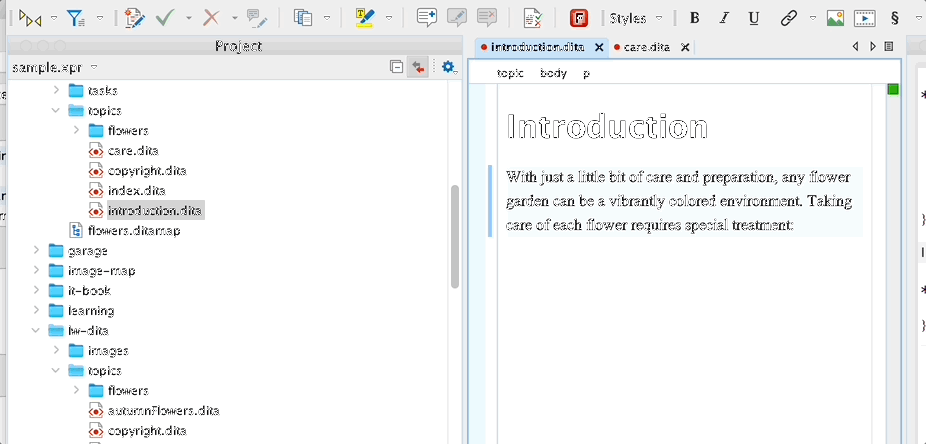 Styles B I U §
Project
sample.xpr
tasks
topics
flowers
care.dita
copyright.dita
index.dita
introduction.dita
flowers.ditamap
garage
image-map
it-book
learning
lw-dita
images
topics
flowers
autumnFlowers.dita
copyright.dita
introduction.dita
care.dita
topic body p
Introduction
With just a little bit of care and preparation, any flower
garden can be a vibrantly colored environment. Taking
care of each flower requires special treatment: